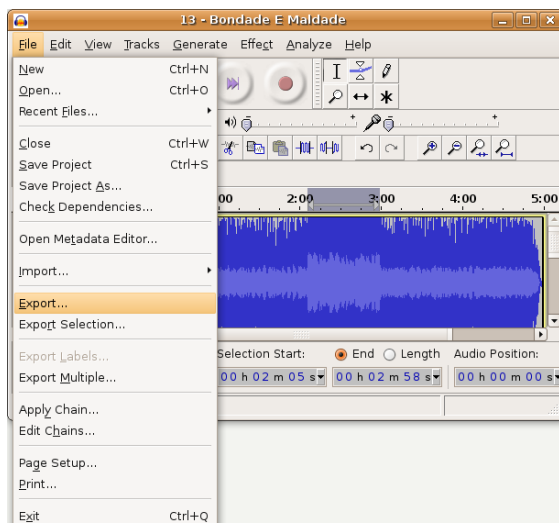 13 - Bondade E Maldade
File Edit View Tracks Generate Effect Analyze Help
New Ctrl+N
Open... Ctrl+O
Recent Files...
Close Ctrl+W
Save Project Ctrl+S
Save Project As...
Check Dependencies...
Open Metadata Editor...
Import...
Export...
Export Selection...
Export Labels...
Export Multiple...
Apply Chain...
Edit Chains...
Page Setup...
Print...
Exit Ctrl+Q
00 2:00 3:00 4:00 5:00
Selection Start: End Length Audio Position:
00 h 02 m 05 s 00 h 02 m 58 s 00 h 00 m 00 s